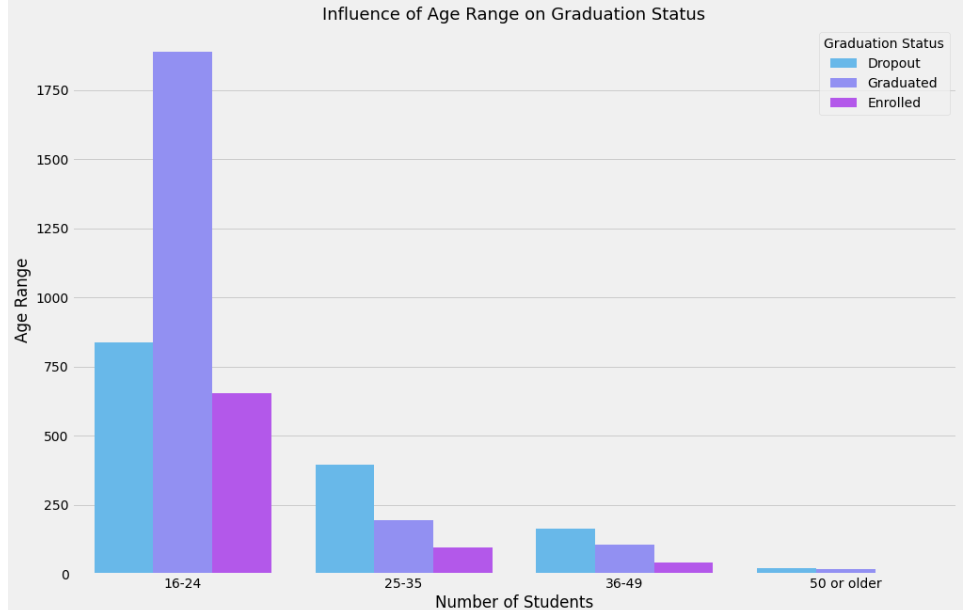 Influence of Age Range on Graduation Status
Graduation Status
Dropout
Graduated
Enrolled
Age Range
1750
1500
1250
1000
750
500
250
0
16-24
25-35
36-49
50 or older
Number of Students